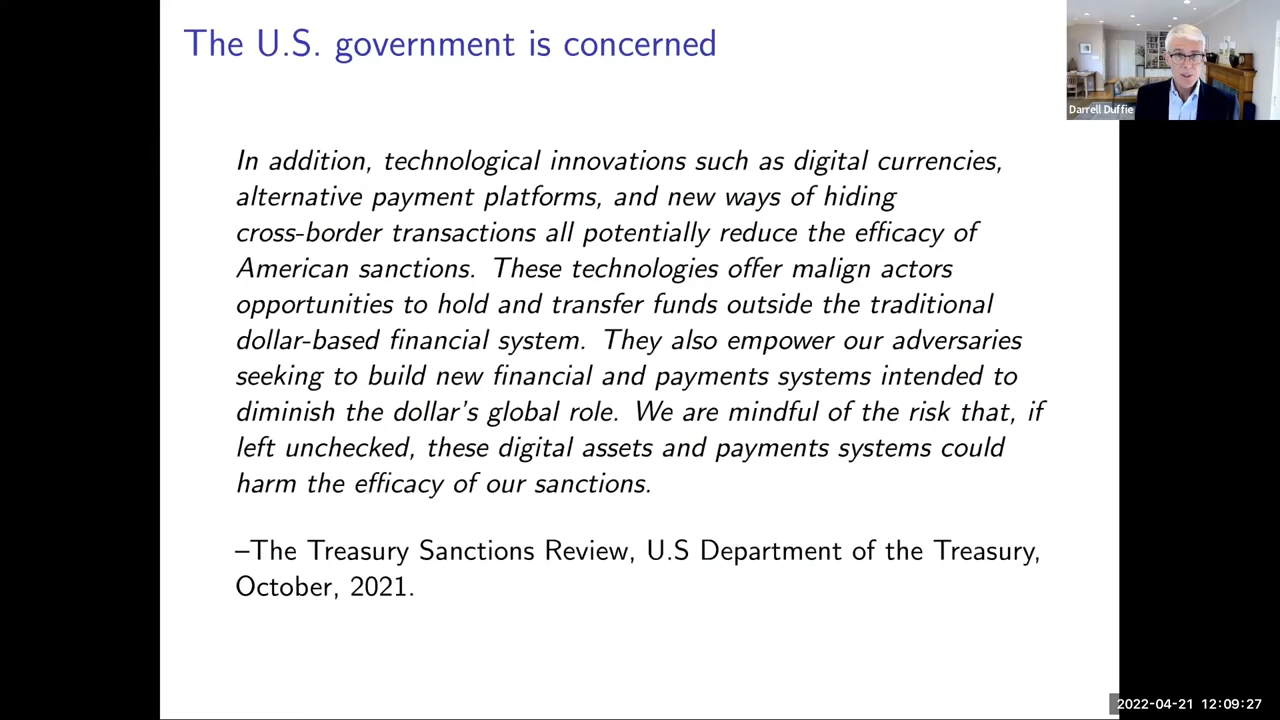 The U.S. government is concerned
Darrell Duffie
In addition, technological innovations such as digital currencies,
alternative payment platforms, and new ways of hiding
cross-border transactions all potentially reduce the efficacy of
American sanctions. These technologies offer malign actors
opportunities to hold and transfer funds outside the traditional
dollar-based financial system. They also empower our adversaries
seeking to build new financial and payments systems intended to
diminish the dollar's global role. We are mindful of the risk that, if
left unchecked, these digital assets and payments systems could
harm the efficacy of our sanctions.
–The Treasury Sanctions Review, U.S Department of the Treasury,
October, 2021.
2022-04-21 12:09:27